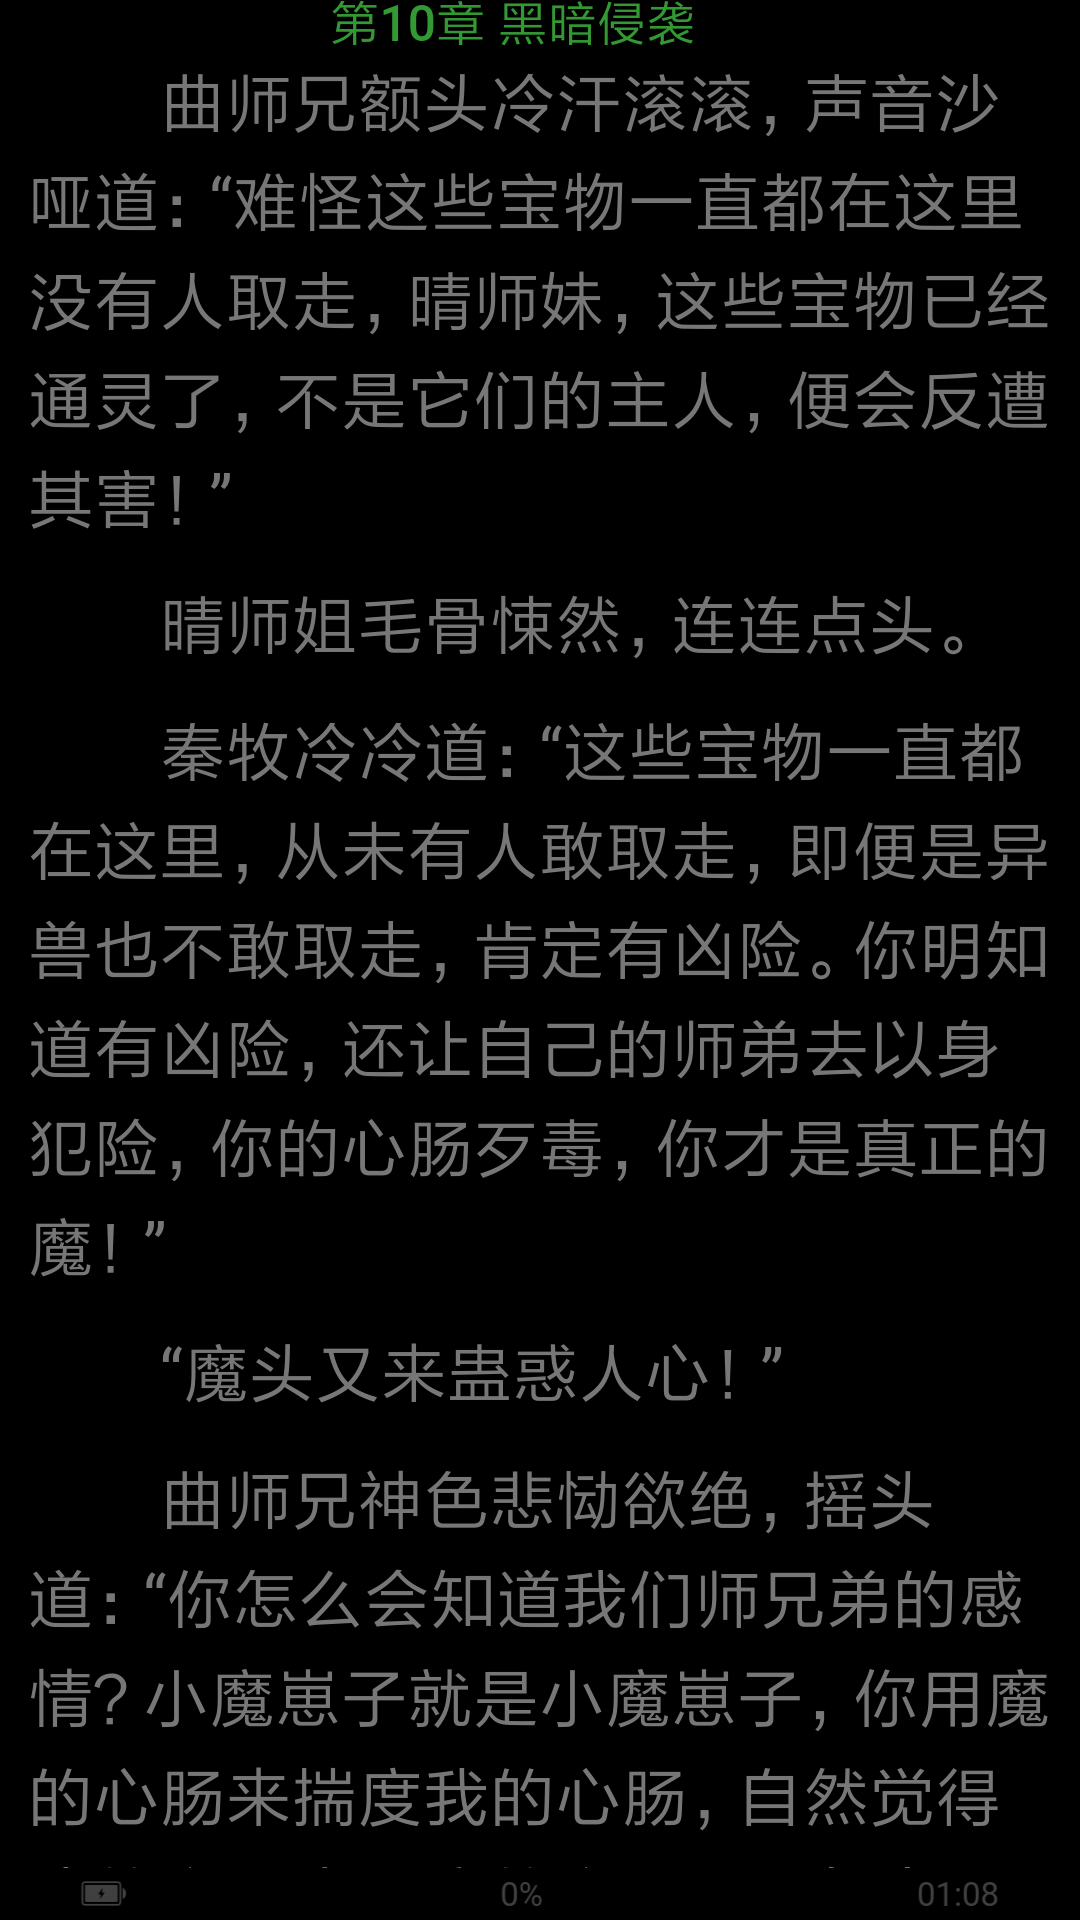 第10章 黑暗侵袭
曲师兄额头冷汗滚滚，声音沙
哑道：“难怪这些宝物一直都在这里
没有人取走，晴师妹，这些宝物已经
通灵了，不是它们的主人，便会反遭
其害！”
晴师姐毛骨悚然，连连点头。
秦牧冷冷道：“这些宝物一直都
在这里，从未有人敢取走，即便是异
兽也不敢取走，肯定有凶险。你明知
道有凶险，还让自己的师弟去以身
犯险，你的心肠歹毒，你才是真正的
魔！”
“魔头又来蛊惑人心！”
曲师兄神色悲恸欲绝，摇头
道：“你怎么会知道我们师兄弟的感
情？小魔崽子就是小魔崽子，你用魔
的心肠来揣度我的心肠，自然觉得
0%
01:08